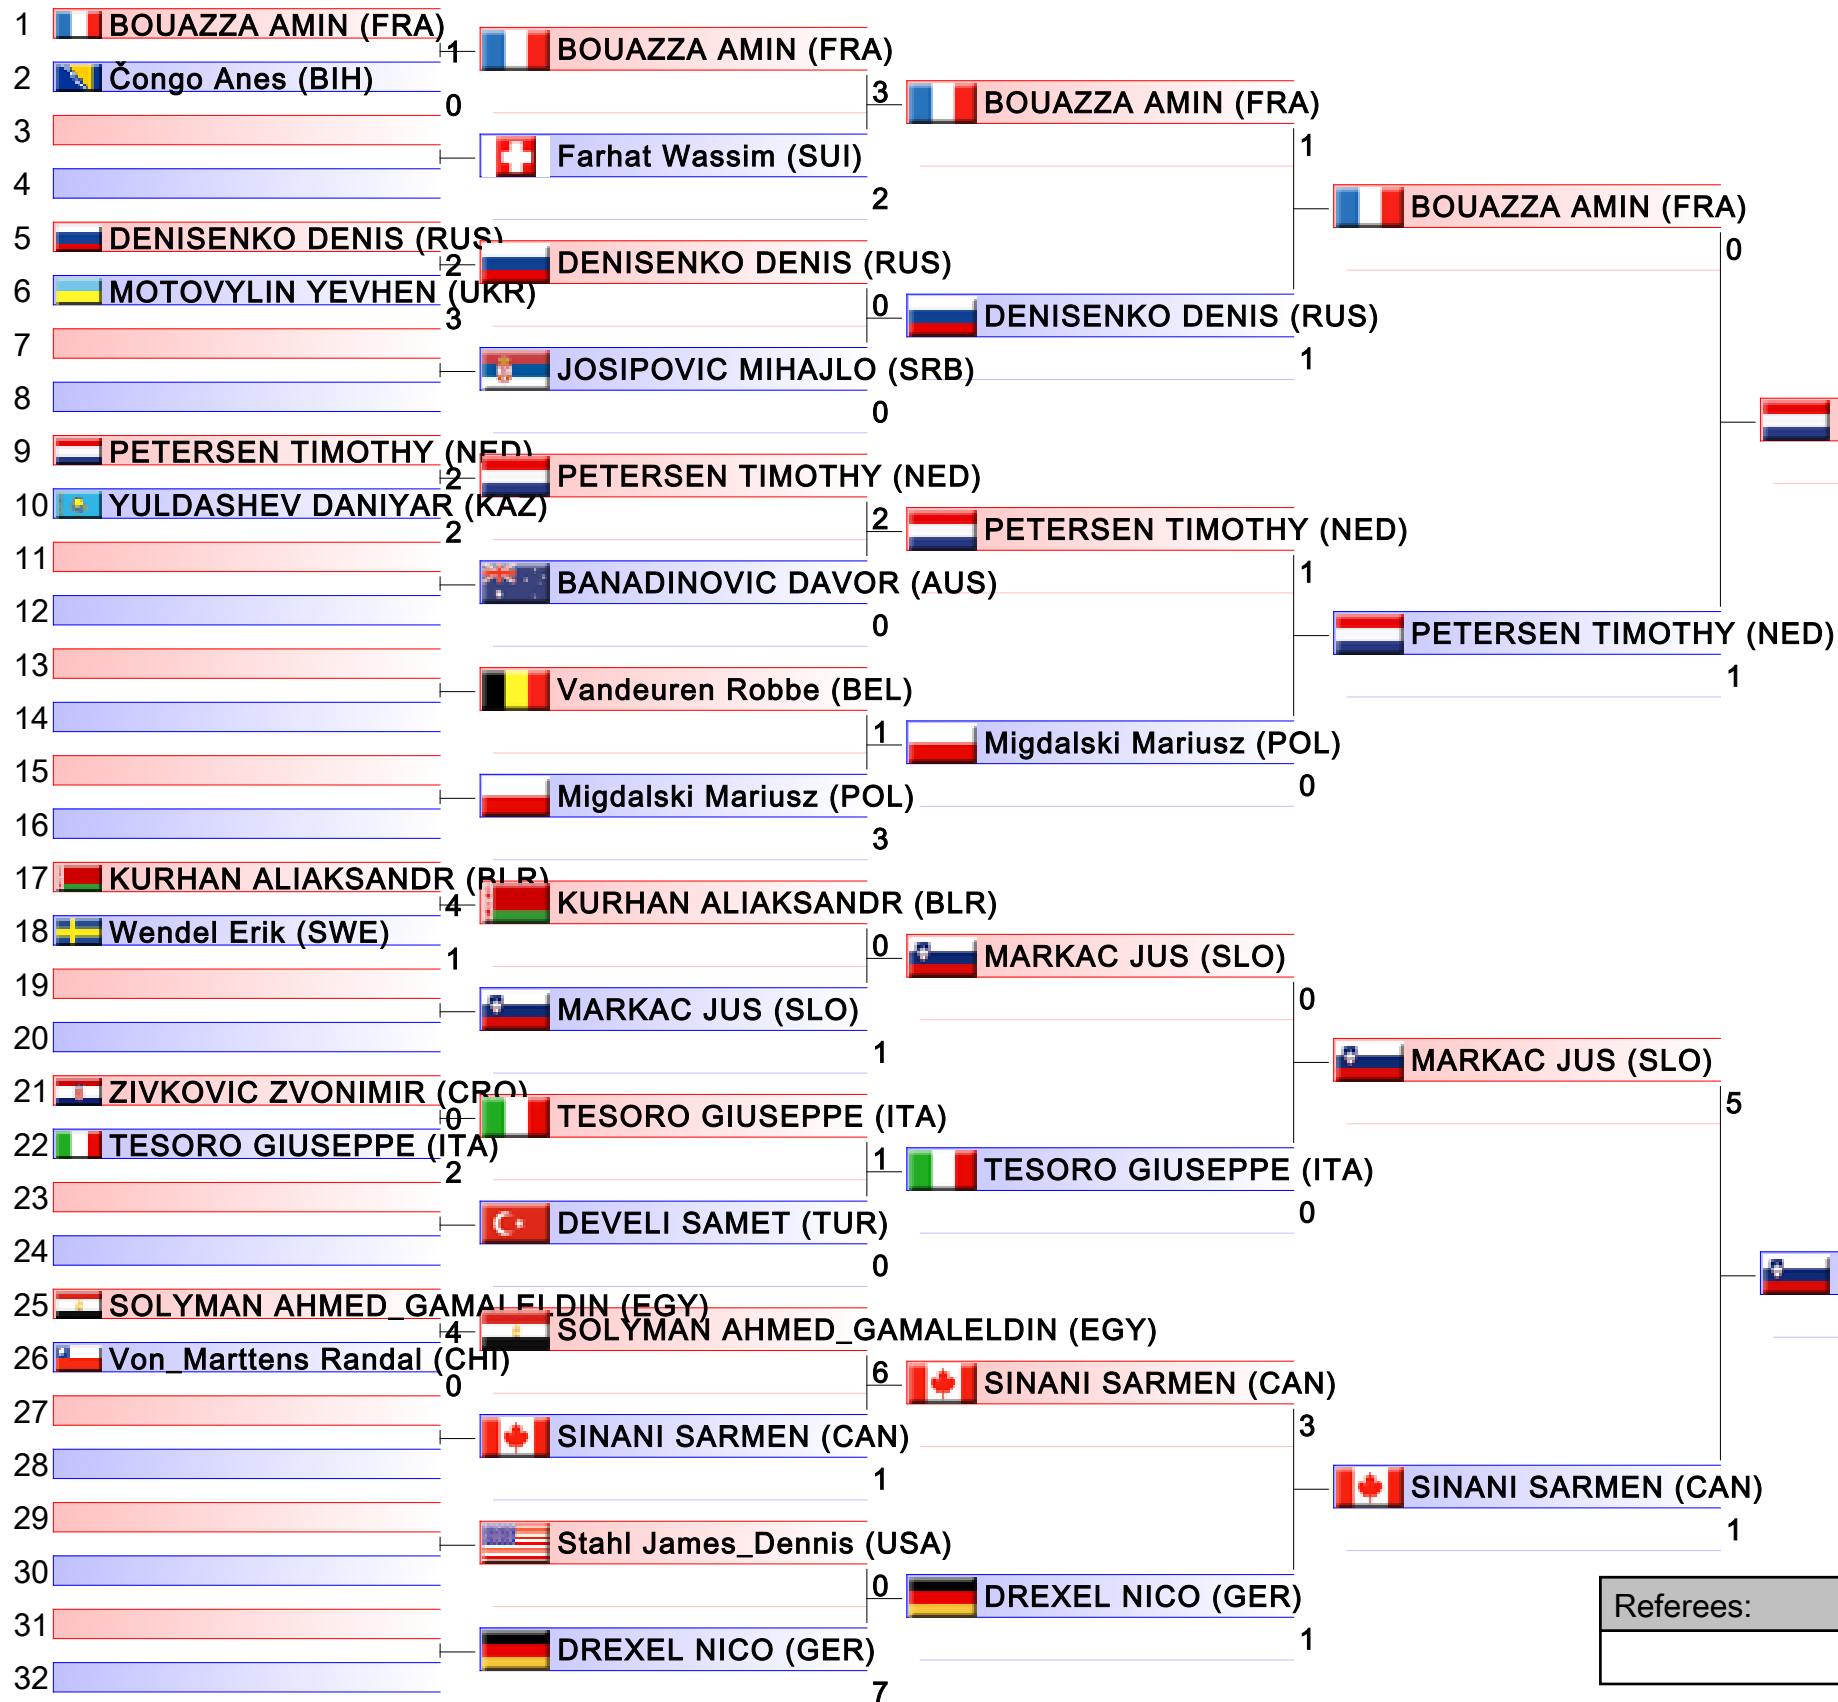 1 BOUAZZA AMIN (FRA)
1
2 Čongo Anes (BIH)
0
3
4
5 DENISENKO DENIS (RUS)
2
6 MOTOVYLIN YEVHEN (UKR)
3
7
8
9 PETERSEN TIMOTHY (NED)
2
10 YULDASHEV DANIYAR (KAZ)
2
11
12
13
14
15
16
17 KURHAN ALIAKSANDR (BLR)
4
18 Wendel Erik (SWE)
1
19
20
21 ZIVKOVIC ZVONIMIR (CRO)
0
22 TESORO GIUSEPPE (ITA)
2
23
24
25 SOLYMAN AHMED_GAMALELDIN (EGY)
4
26 Von_Marttens Randal (CHI)
0
27
28
29
30
31
32
BOUAZZA AMIN (FRA)
3
Farhat Wassim (SUI)
2
DENISENKO DENIS (RUS)
0
JOSIPOVIC MIHAJLO (SRB)
0
PETERSEN TIMOTHY (NED)
2
BANADINOVIC DAVOR (AUS)
0
Vandeuren Robbe (BEL)
1
Migdalski Mariusz (POL)
3
KURHAN ALIAKSANDR (BLR)
0
MARKAC JUS (SLO)
1
TESORO GIUSEPPE (ITA)
1
DEVELI SAMET (TUR)
0
SOLYMAN AHMED_GAMALELDIN (EGY)
6
SINANI SARMEN (CAN)
1
Stahl James_Dennis (USA)
0
DREXEL NICO (GER)
7
BOUAZZA AMIN (FRA)
1
DENISENKO DENIS (RUS)
1
PETERSEN TIMOTHY (NED)
1
Migdalski Mariusz (POL)
0
MARKAC JUS (SLO)
0
TESORO GIUSEPPE (ITA)
0
SINANI SARMEN (CAN)
3
DREXEL NICO (GER)
1
BOUAZZA AMIN (FRA)
0
PETERSEN TIMOTHY (NED)
1
MARKAC JUS (SLO)
5
SINANI SARMEN (CAN)
1
Referees: